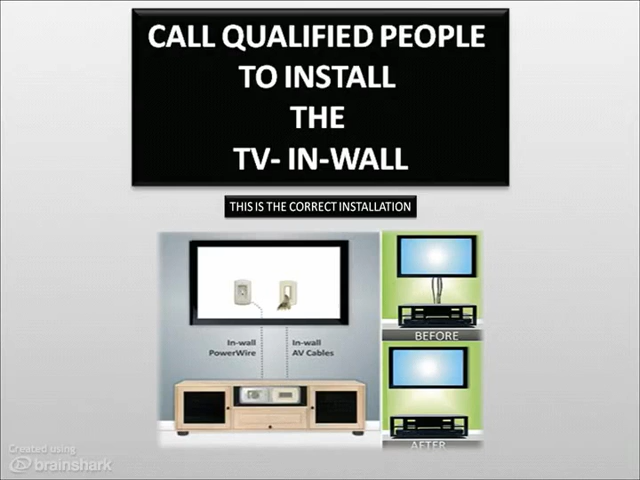 CALL QUALIFIED PEOPLE
TO INSTALL
THE
TV- IN-WALL
THIS IS THE CORRECT INSTALLATION
In-wall
PowerWire
In-wall
AV Cables
BEFORE
AFTER
Created using
brainshark